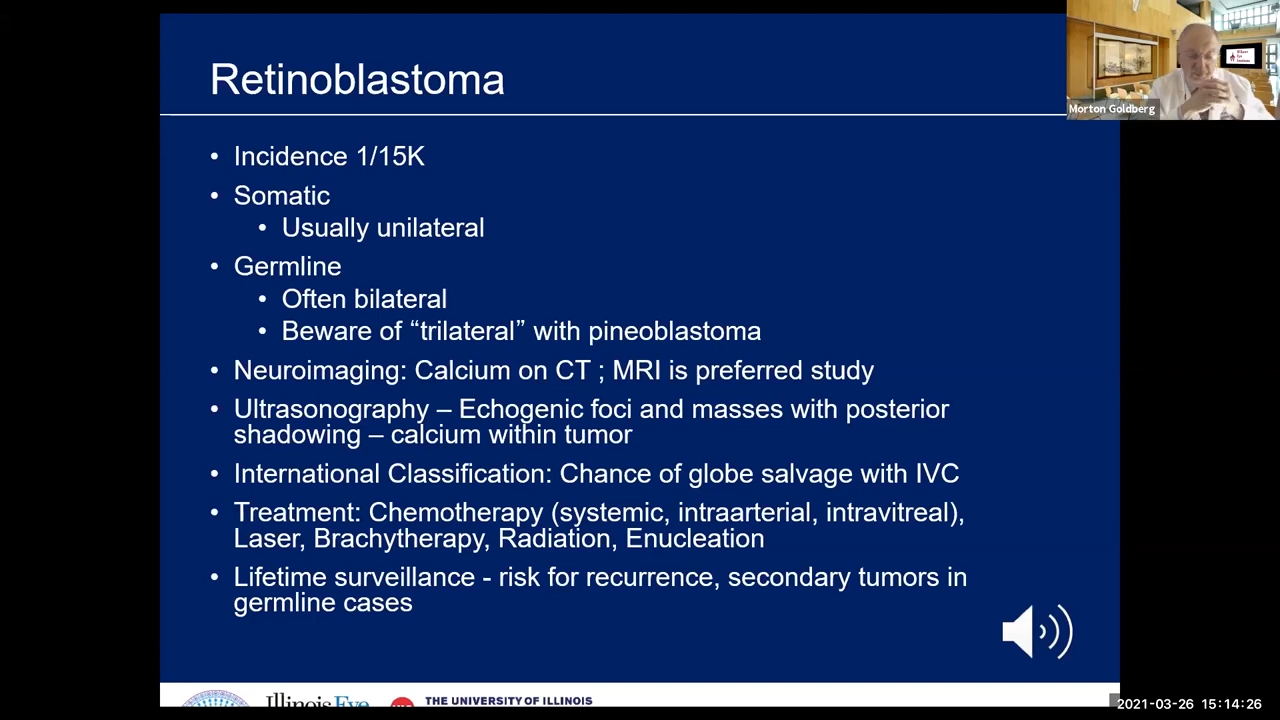 Retinoblastoma
Morton Goldberg
• Incidence 1/15K
• Somatic
• Usually unilateral
• Germline
• Often bilateral
• Beware of “trilateral” with pineoblastoma
• Neuroimaging: Calcium on CT ; MRI is preferred study
• Ultrasonography – Echogenic foci and masses with posterior
shadowing – calcium within tumor
• International Classification: Chance of globe salvage with IVC
• Treatment: Chemotherapy (systemic, intraarterial, intravitreal),
Laser, Brachytherapy, Radiation, Enucleation
• Lifetime surveillance - risk for recurrence, secondary tumors in
germline cases
Illinois Eye
THE UNIVERSITY OF ILLINOIS
2021-03-26 15:14:26